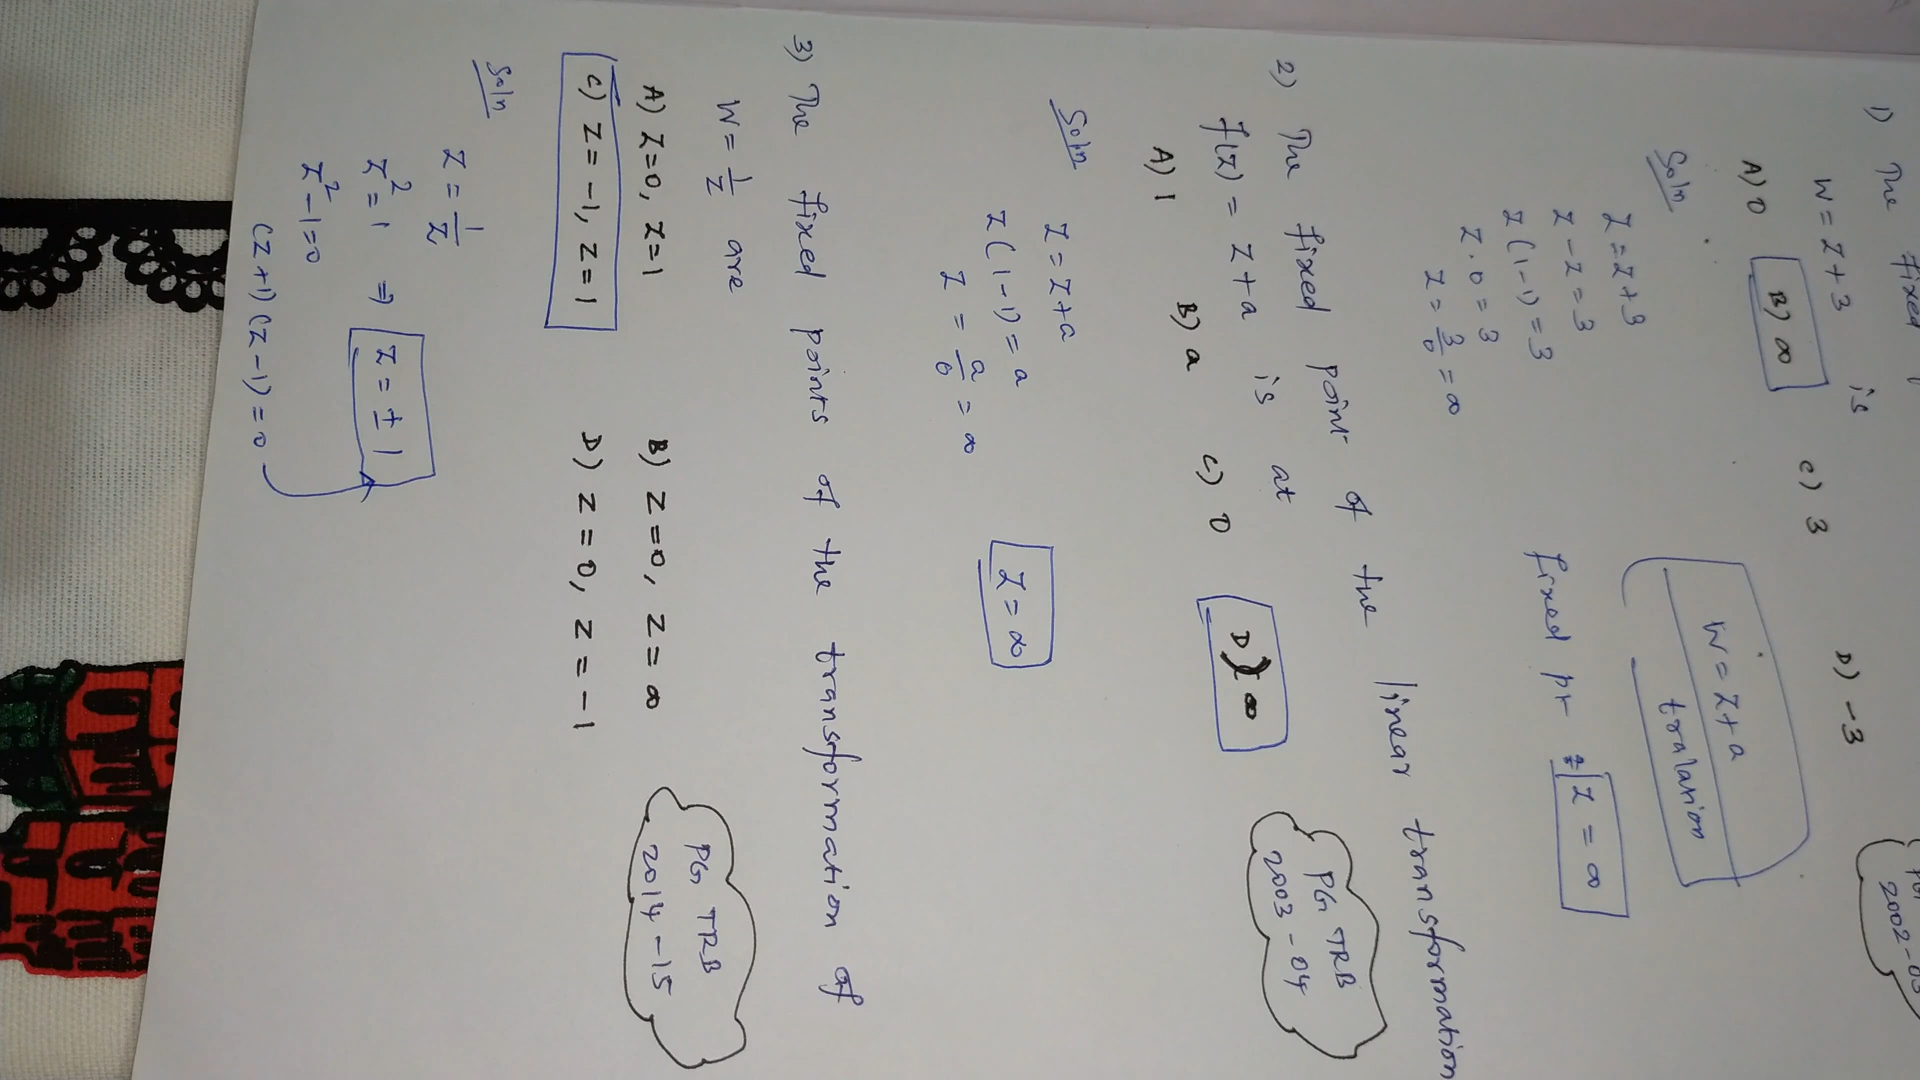 1) The fixed
W = Z + 3 is
A) 0 B) ∞ c) 3 D) -3
2002-03
Soln
Z = Z + 3
Z - Z = 3
Z (1-1) = 3
Z . 0 = 3
Z = 3/0 = ∞
W = Z + a
tralation
fixed pt Z = ∞
2) The fixed point of the linear transformation
f(Z) = Z + a is at
A) 1 B) a c) 0 D) ∞
PG TRB
2003 - 04
Soln
Z = Z + a
Z (1-1) = a
Z = a/0 = ∞
Z = ∞
3) The fixed points of the transformation of
W = 1/Z are
A) Z=0, Z=1 B) Z=0, Z=∞
C) Z=-1, Z=1 D) Z=0, Z=-1
PG TRB
2014 - 15
Soln
Z = 1/Z
Z² = 1 ⇒ Z = ± 1
Z² - 1 = 0
(Z+1) (Z-1) = 0